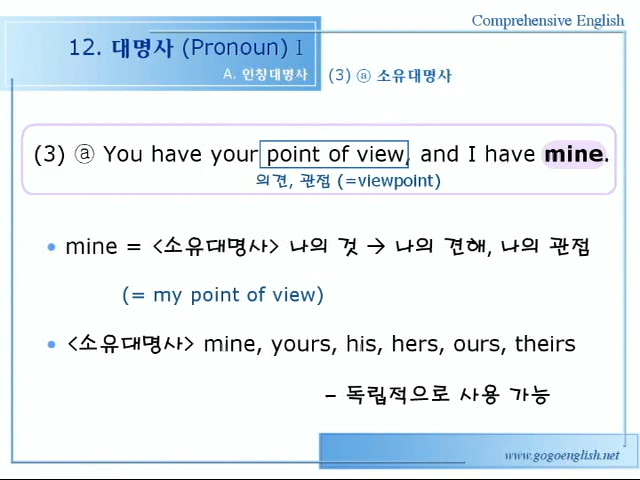 Comprehensive English
12. 대명사 (Pronoun) I
A. 인칭대명사 (3) ⓐ 소유대명사
(3) ⓐ You have your point of view, and I have mine.
의견, 관점 (=viewpoint)
• mine = <소유대명사> 나의 것 → 나의 견해, 나의 관점
(= my point of view)
• <소유대명사> mine, yours, his, hers, ours, theirs
– 독립적으로 사용 가능
www.gogoenglish.net